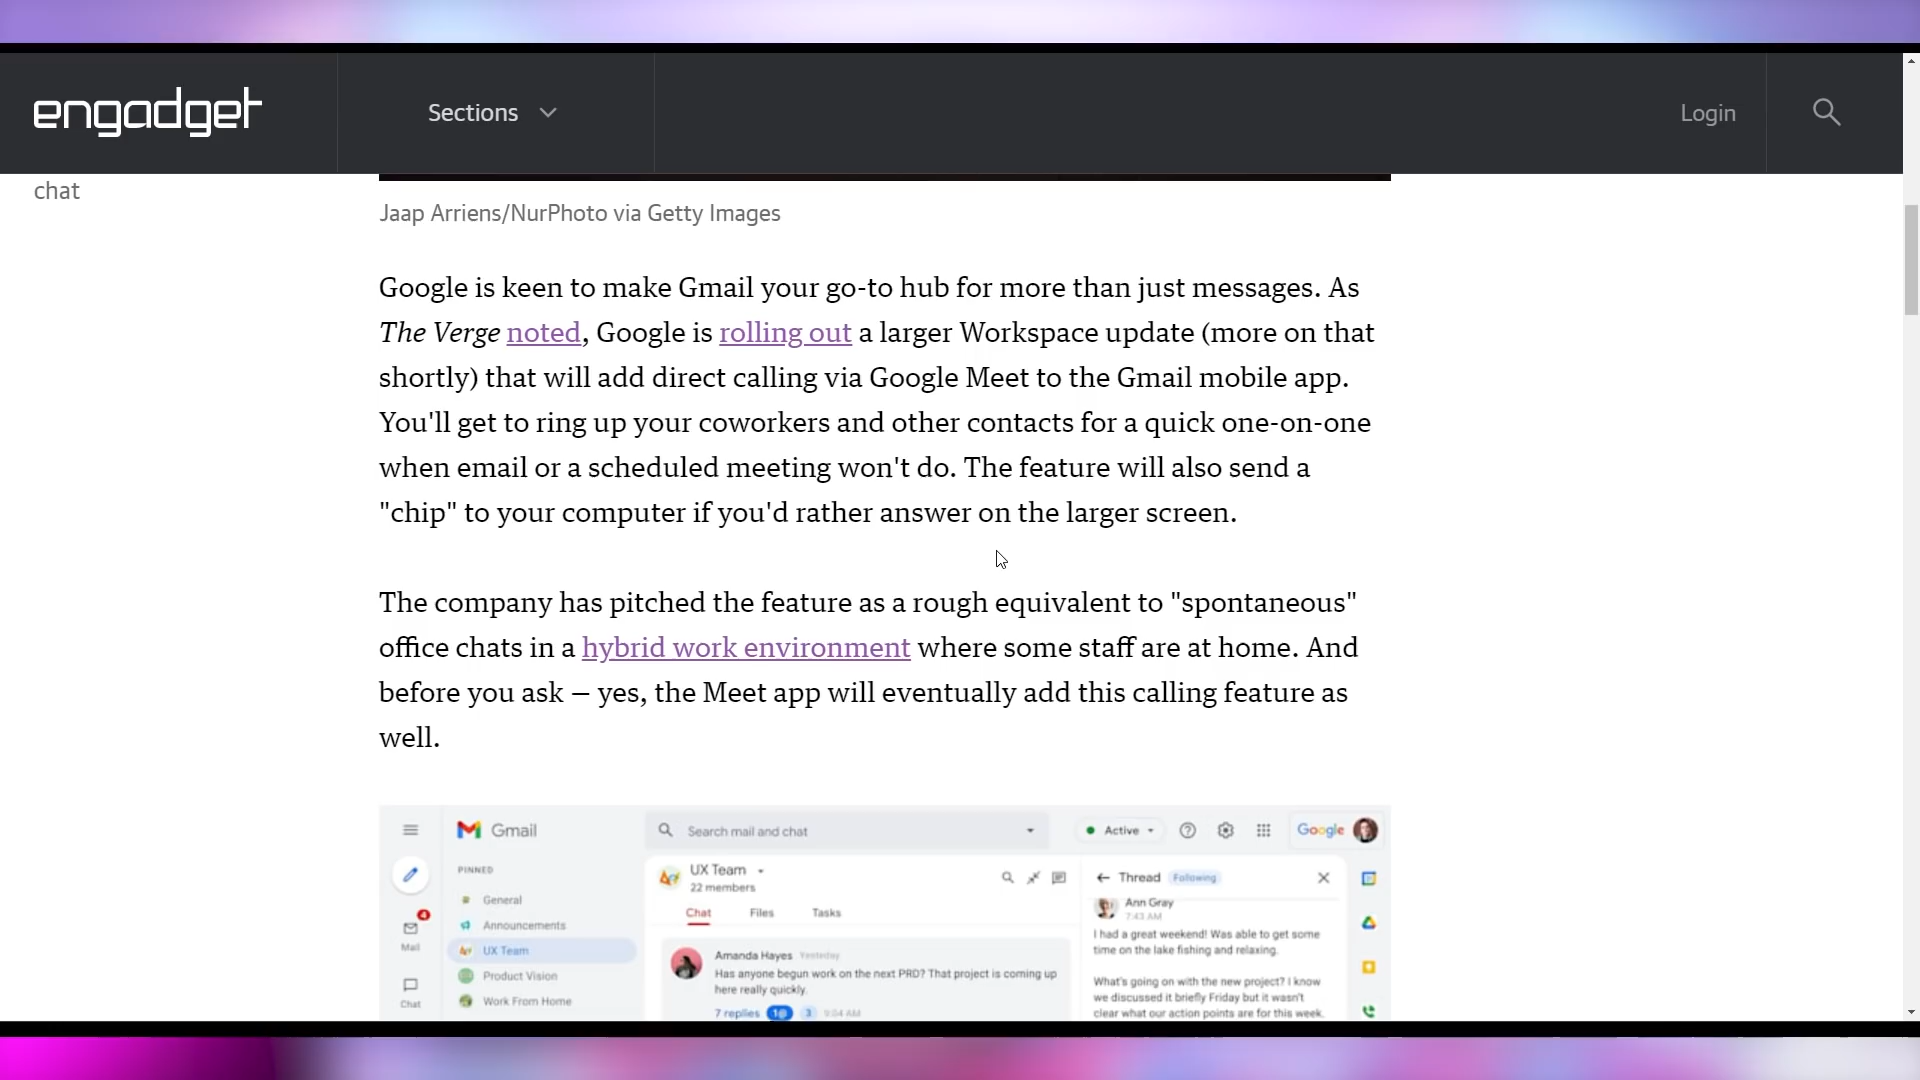 engadget
Sections
Login
chat
Jaap Arriens/NurPhoto via Getty Images
Google is keen to make Gmail your go-to hub for more than just messages. As
The Verge noted, Google is rolling out a larger Workspace update (more on that
shortly) that will add direct calling via Google Meet to the Gmail mobile app.
You'll get to ring up your coworkers and other contacts for a quick one-on-one
when email or a scheduled meeting won't do. The feature will also send a
"chip" to your computer if you'd rather answer on the larger screen.
The company has pitched the feature as a rough equivalent to "spontaneous"
office chats in a hybrid work environment where some staff are at home. And
before you ask — yes, the Meet app will eventually add this calling feature as
well.
Gmail
Search mail and chat
Active
Google
PINNED
General
Announcements
UX Team
Product Vision
Work From Home
4
Mail
Chat
UX Team
22 members
Chat Files Tasks
Amanda Hayes Yesterday
Has anyone begun work on the next PRD? That project is coming up
here really quickly.
7 replies 1@ 3 9:04 AM
Thread Following
Ann Gray
7:43 AM
I had a great weekend! Was able to get some
time on the lake fishing and relaxing.
What's going on with the new project? I know
we discussed it briefly Friday but it wasn't
clear what our action points are for this week.